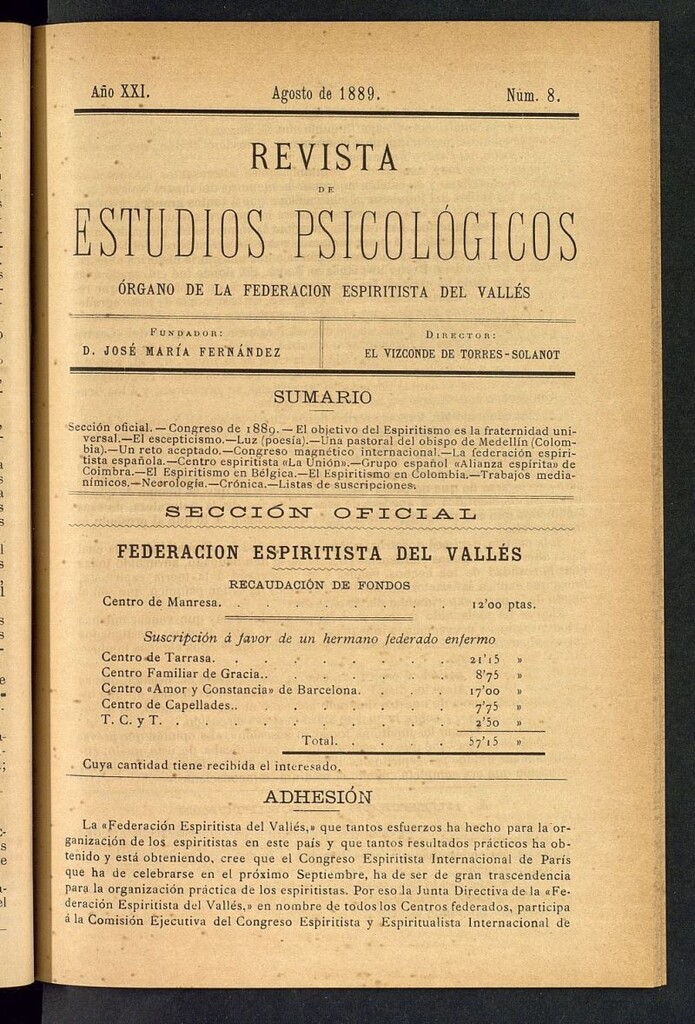 Año XXI. Agosto de 1889. Núm. 8.
REVISTA
DE
ESTUDIOS PSICOLÓGICOS
ÓRGANO DE LA FEDERACION ESPIRITISTA DEL VALLÉS
FUNDADOR:
D. JOSÉ MARÍA FERNÁNDEZ
DIRECTOR:
EL VIZCONDE DE TORRES-SOLANOT
SUMARIO
Sección oficial. — Congreso de 1889. — El objetivo del Espiritismo es la fraternidad uni-
versal.—El escepticismo.—Luz (poesía).—Una pastoral del obispo de Medellín (Colom-
bia).—Un reto aceptado.—Congreso magnético internacional.—La federación espiri-
tista española.—Centro espiritista «La Unión».—Grupo español «Alianza espírita» de
Coimbra.—El Espiritismo en Bélgica.—El Espiritismo en Colombia.—Trabajos media-
nímicos.—Necrología.—Crónica.—Listas de suscripciones.
SECCIÓN OFICIAL
FEDERACION ESPIRITISTA DEL VALLÉS
RECAUDACIÓN DE FONDOS
Centro de Manresa. . . . . . . . 12'00 ptas.
Suscripción á favor de un hermano federado enfermo
Centro de Tarrasa. . . . . . . . 21'15 »
Centro Familiar de Gracia.. . . . . . 8'75 »
Centro «Amor y Constancia» de Barcelona. . . . 17'00 »
Centro de Capellades.. . . . . . . 7'75 »
T. C. y T. . . . . . . . . . 2'50 »
Total. . . . . 57'15 »
Cuya cantidad tiene recibida el interesado.
ADHESIÓN
La «Federación Espiritista del Vallés,» que tantos esfuerzos ha hecho para la or-
ganización de los espiritistas en este país y que tantos resultados prácticos ha ob-
tenido y está obteniendo, cree que el Congreso Espiritista Internacional de París
que ha de celebrarse en el próximo Septiembre, ha de ser de gran trascendencia
para la organización práctica de los espiritistas. Por eso la Junta Directiva de la «Fe-
deración Espiritista del Vallés,» en nombre de todos los Centros federados, participa
á la Comisión Ejecutiva del Congreso Espiritista y Espiritualista Internacional de